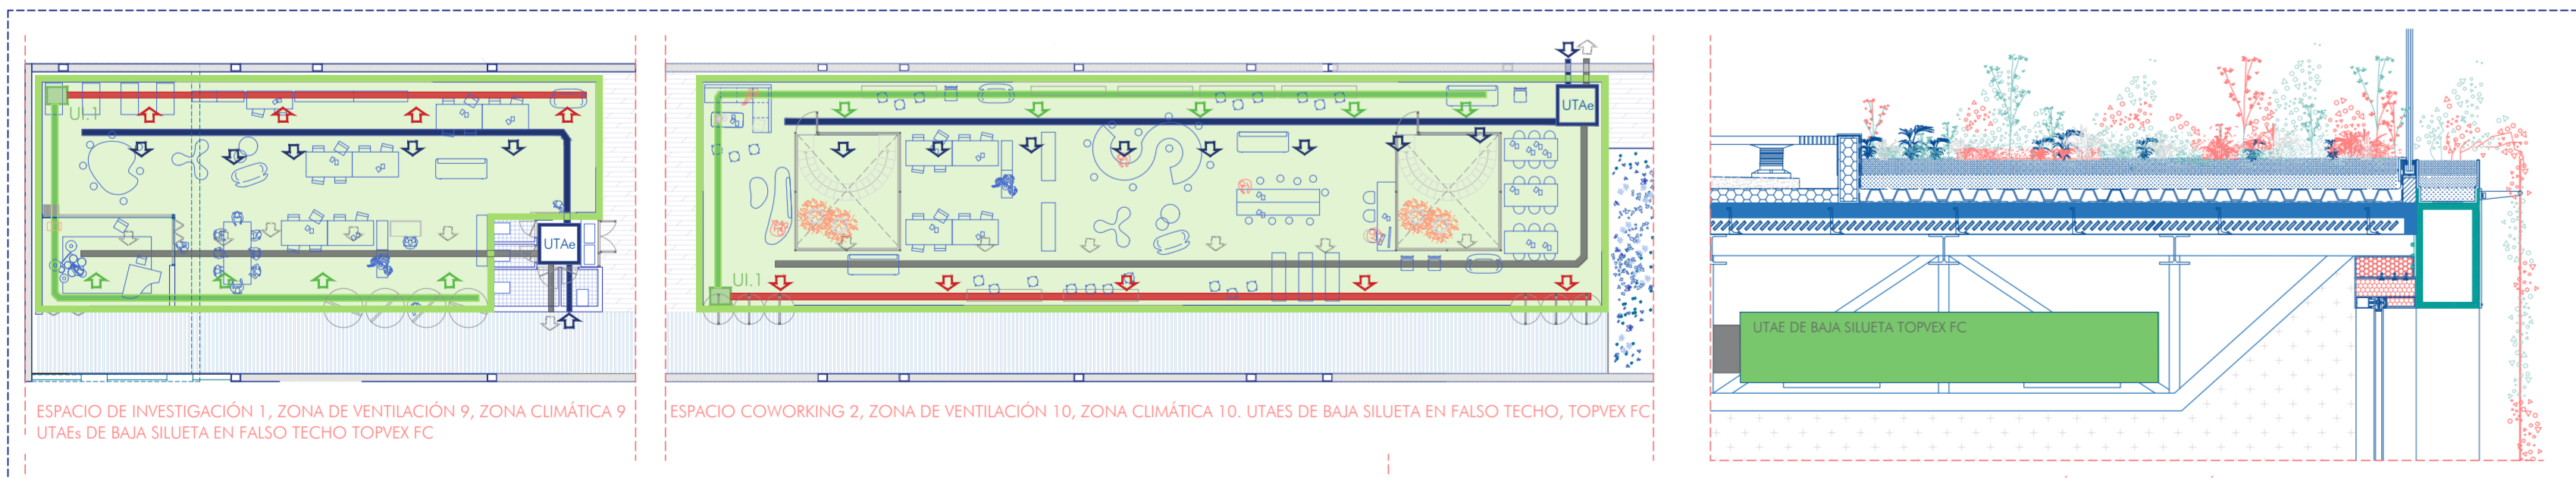 UI.1
UTAe
ESPACIO DE INVESTIGACIÓN 1, ZONA DE VENTILACIÓN 9, ZONA CLIMÁTICA 9
UTAEs DE BAJA SILUETA EN FALSO TECHO TOPVEX FC
UTAe
UI.1
ESPACIO COWORKING 2, ZONA DE VENTILACIÓN 10, ZONA CLIMÁTICA 10. UTAES DE BAJA SILUETA EN FALSO TECHO, TOPVEX FC
UTAE DE BAJA SILUETA TOPVEX FC